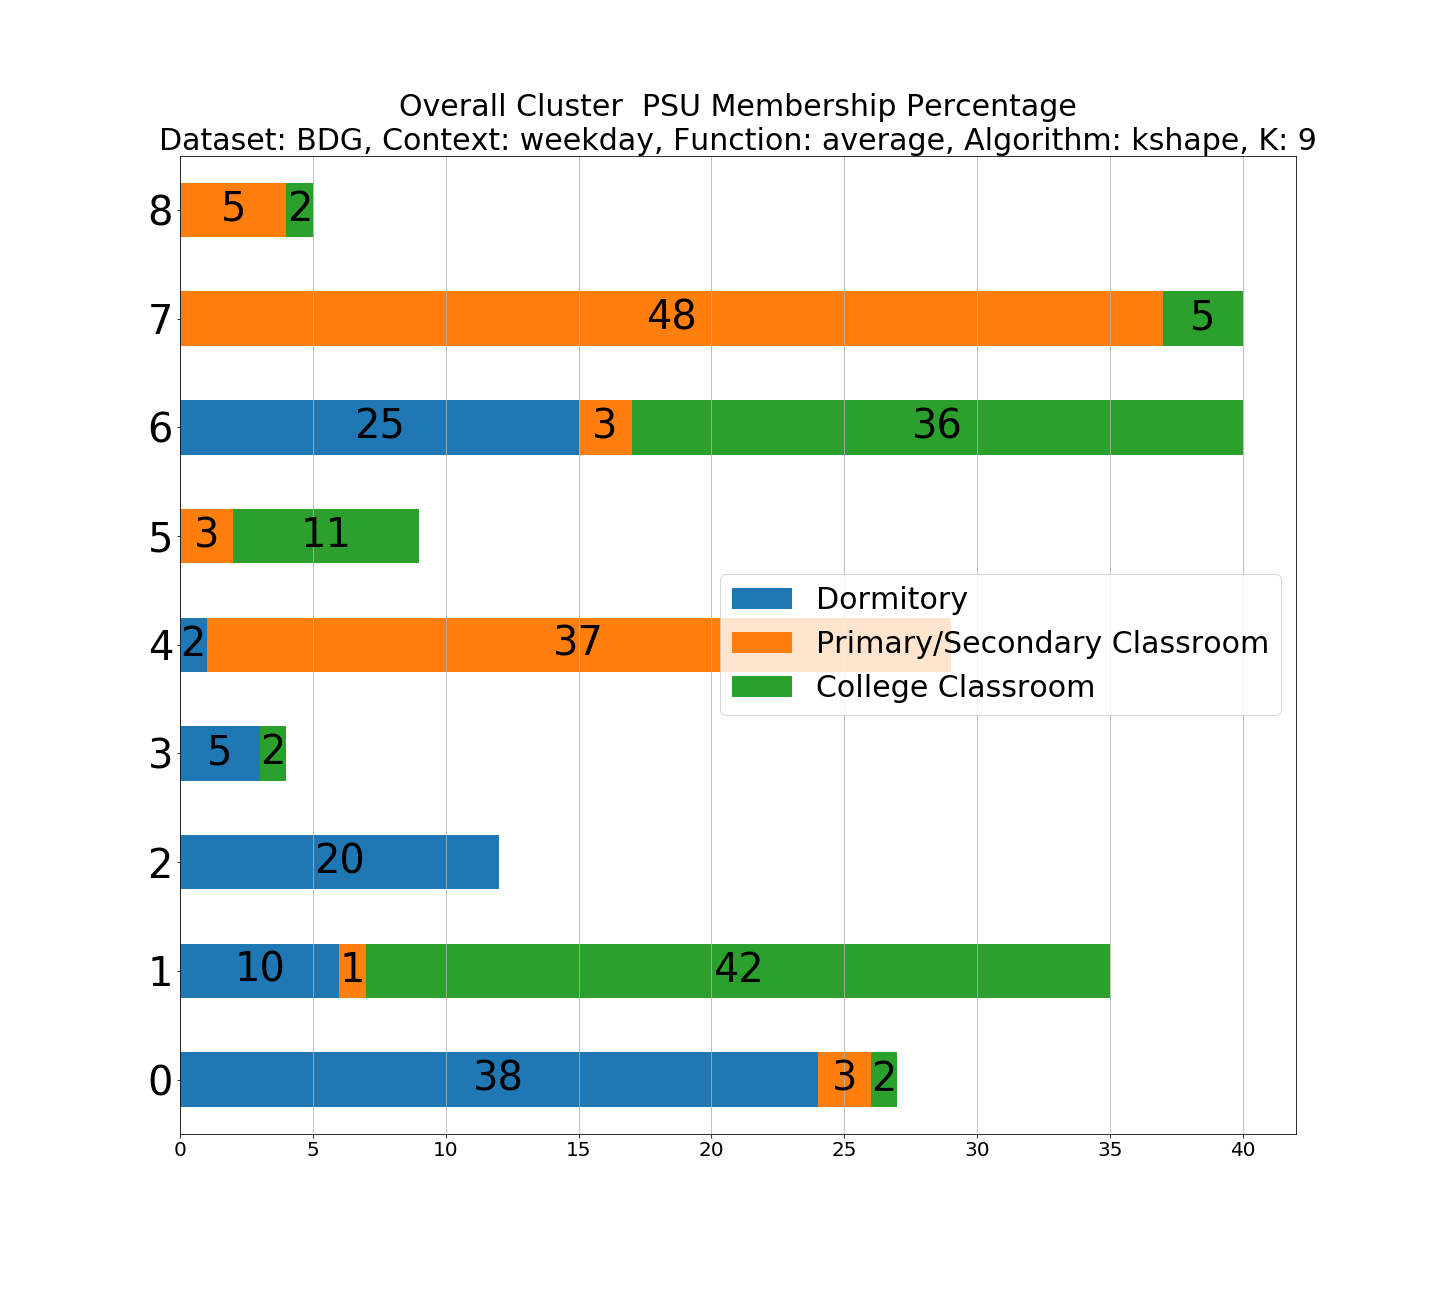 Overall Cluster  PSU Membership Percentage
Dataset: BDG, Context: weekday, Function: average, Algorithm: kshape, K: 9
8 5 2
7 48 5
6 25 3 36
5 3 11
Dormitory
4 2 37 Primary/Secondary Classroom
College Classroom
3 5 2
2 20
1 10 1 42
0 38 3 2
0 5 10 15 20 25 30 35 40